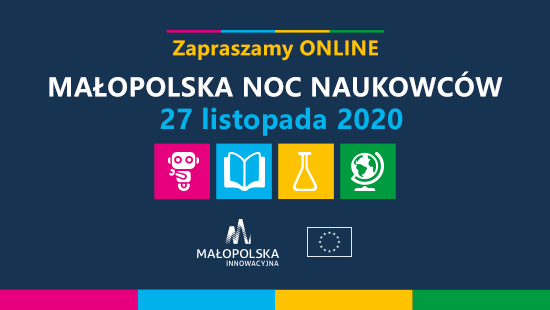 Zapraszamy ONLINE
MAŁOPOLSKA NOC NAUKOWCÓW
27 listopada 2020
MAŁOPOLSKA
INNOWACYJNA